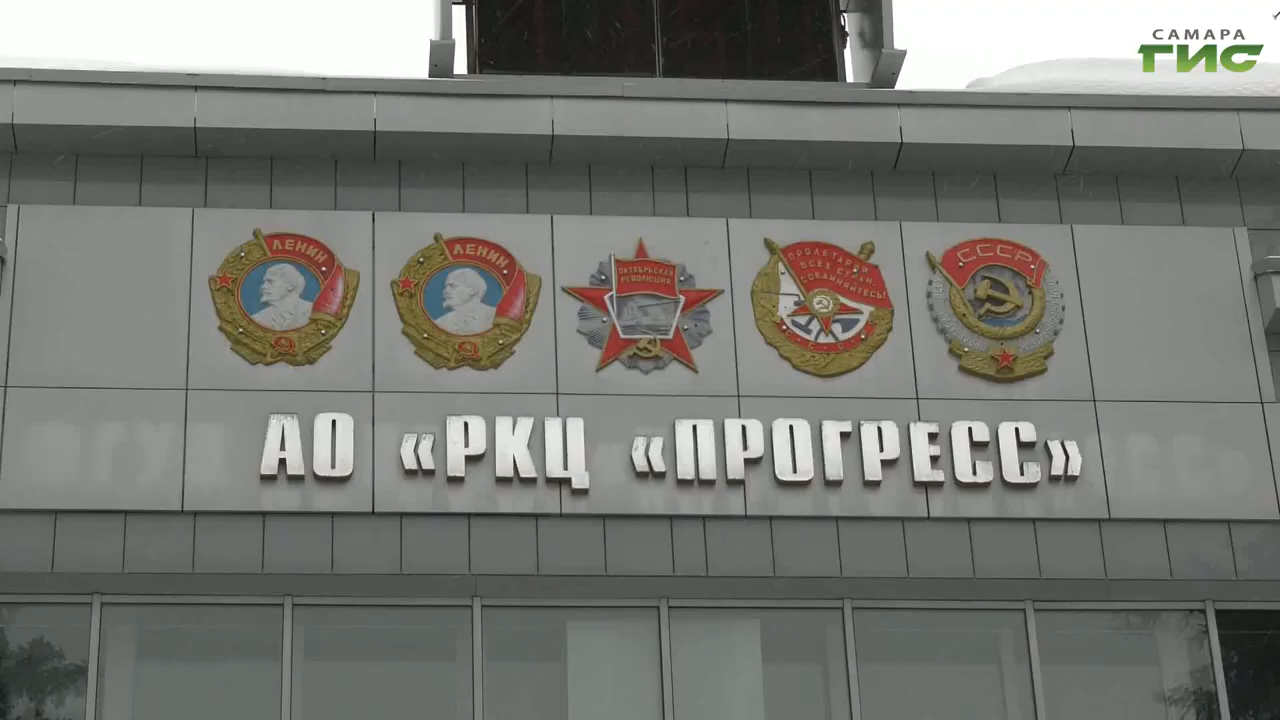 САМАРА
ГИС
ЛЕНИН
ЛЕНИН
ОКТЯБРЬСКАЯ
РЕВОЛЮЦИЯ
ПРОЛЕТАРИИ
ВСЕХ СТРАН,
СОЕДИНЯЙТЕСЬ!
СССР
АО «РКЦ «ПРОГРЕСС»